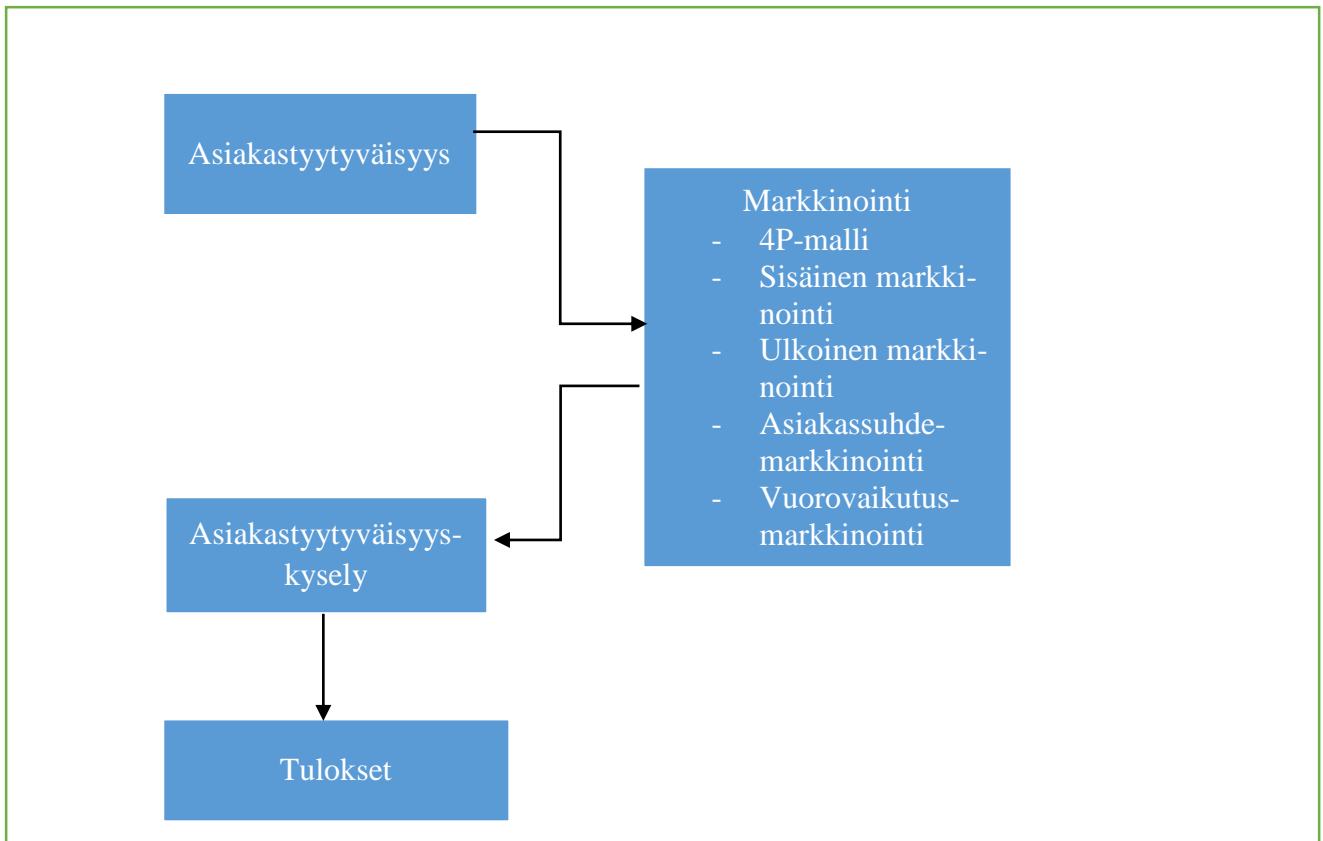 Asiakastyytyväisyys
Markkinointi
- 4P-malli
- Sisäinen markki-
nointi
- Ulkoinen markki-
nointi
- Asiakassuhde-
markkinointi
- Vuorovaikutus-
markkinointi
Asiakastyytyväisyys-
kysely
Tulokset